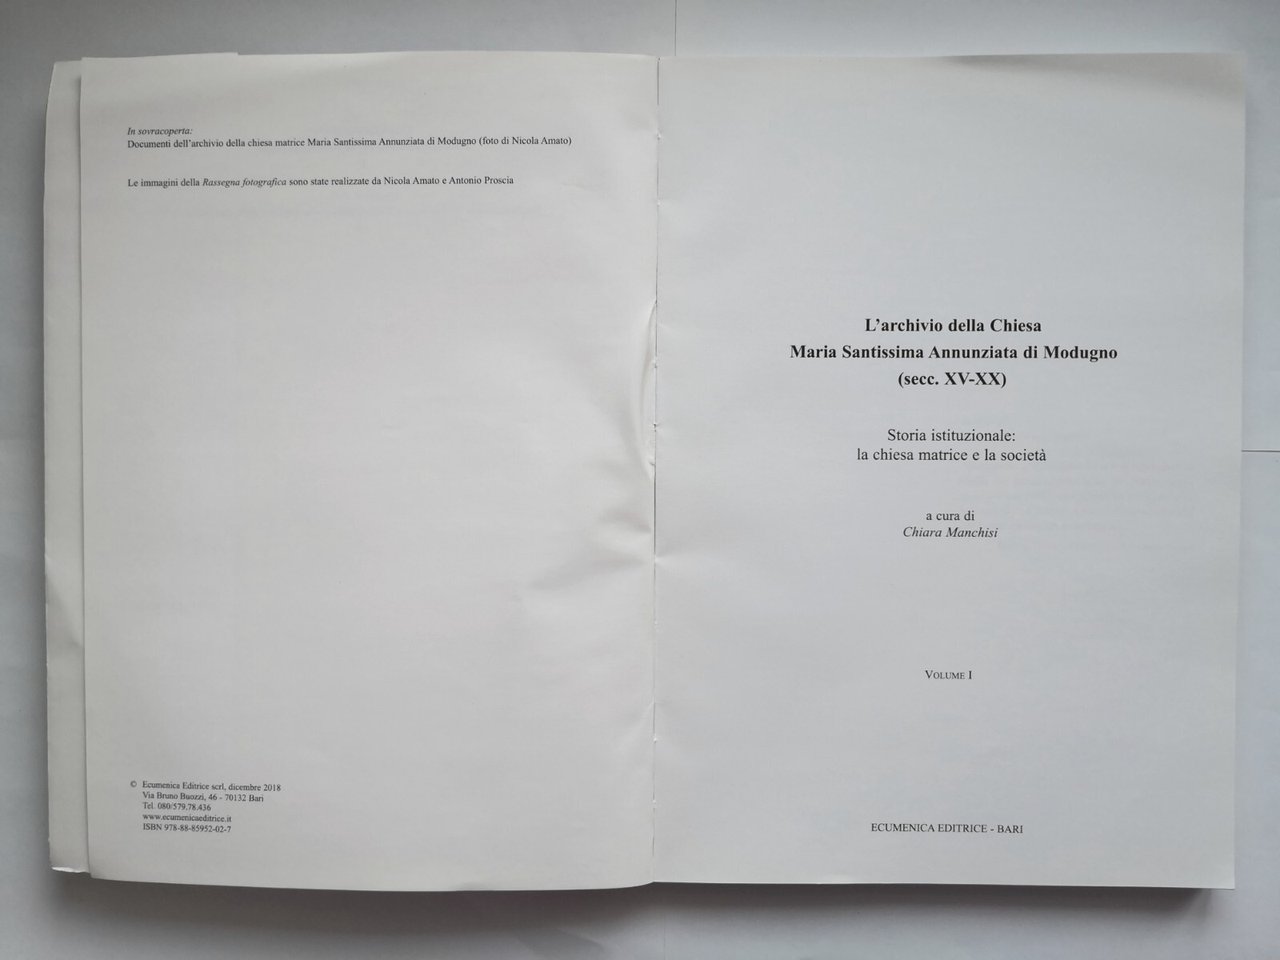 In sovracoperta:
Documenti dell'archivio della chiesa matrice Maria Santissima Annunziata di Modugno (foto di Nicola Amato)
Le immagini della Rassegna fotografica sono state realizzate da Nicola Amato e Antonio Proscia
© Ecumenica Editrice scrl, dicembre 2018
Via Bruno Buozzi, 46 - 70132 Bari
Tel. 080/579.78.436
www.ecumenicaeditrice.it
ISBN 978-88-85952-02-7
L'archivio della Chiesa
Maria Santissima Annunziata di Modugno
(secc. XV-XX)
Storia istituzionale:
la chiesa matrice e la società
a cura di
Chiara Manchisi
VOLUME I
ECUMENICA EDITRICE - BARI